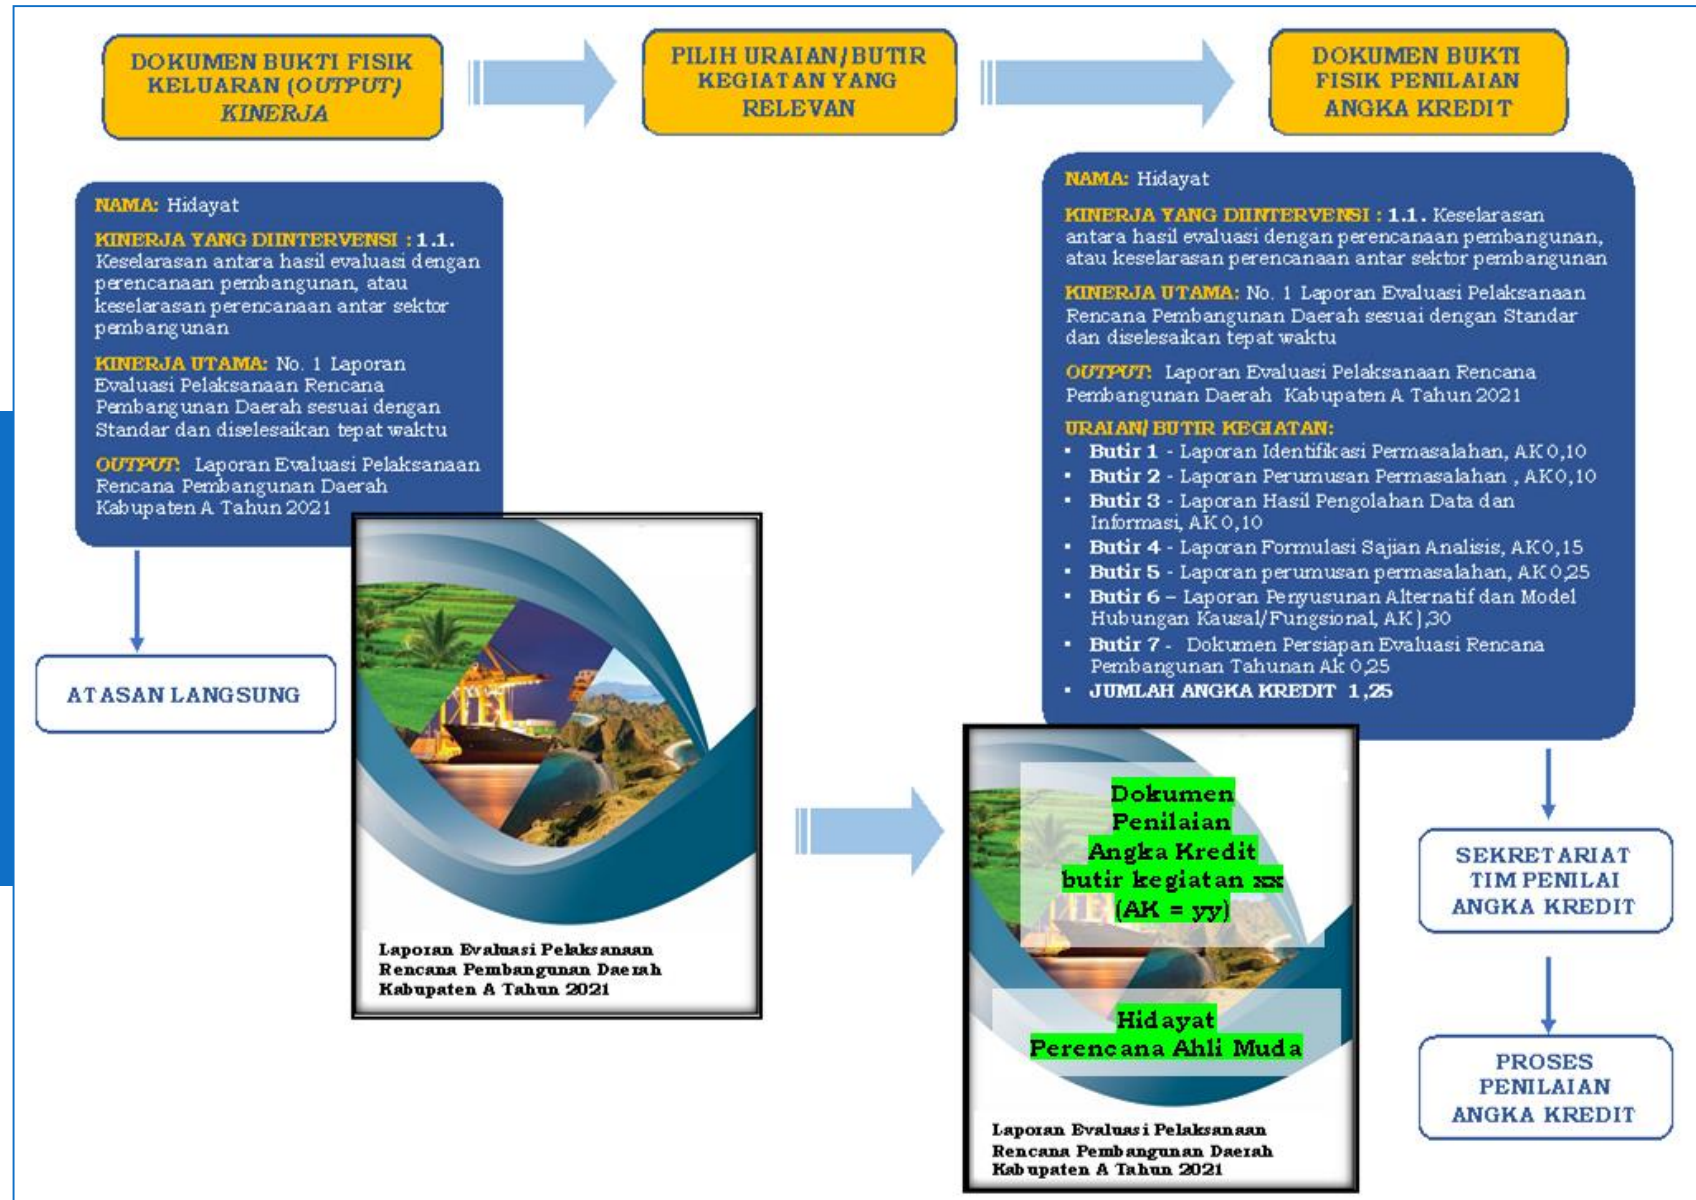 DOKUMEN BUKTI FISIK
KELUARAN (OUTPUT)
KINERJA
PILIH URAIAN/BUTIR
KEGIATAN YANG
RELEVAN
DOKUMEN BUKTI
FISIK PENILAIAN
ANGKA KREDIT
NAMA: Hidayat
KINERJA YANG DIINTERVENSI : 1.1.
Keselarasan antara hasil evaluasi dengan
perencanaan pembangunan, atau
keselarasan perencanaan antar sektor
pembangunan
KINERJA UTAMA: No. 1 Laporan
Evaluasi Pelaksanaan Rencana
Pembangunan Daerah sesuai dengan
Standar dan diselesaikan tepat waktu
OUTPUT: Laporan Evaluasi Pelaksanaan
Rencana Pembangunan Daerah
Kabupaten A Tahun 2021
ATASAN LANGSUNG
Laporan Evaluasi Pelaksanaan
Rencana Pembangunan Daerah
Kabupaten A Tahun 2021
NAMA: Hidayat
KINERJA YANG DIINTERVENSI : 1.1. Keselarasan
antara hasil evaluasi dengan perencanaan pembangunan,
atau keselarasan perencanaan antar sektor pembangunan
KINERJA UTAMA: No. 1 Laporan Evaluasi Pelaksanaan
Rencana Pembangunan Daerah sesuai dengan Standar
dan diselesaikan tepat waktu
OUTPUT: Laporan Evaluasi Pelaksanaan Rencana
Pembangunan Daerah Kabupaten A Tahun 2021
URAIAN/ BUTIR KEGIATAN:
▪ Butir 1 - Laporan Identifikasi Permasalahan, AK 0,10
▪ Butir 2 - Laporan Perumusan Permasalahan , AK 0,10
▪ Butir 3 - Laporan Hasil Pengolahan Data dan
Informasi, AK 0,10
▪ Butir 4 - Laporan Formulasi Sajian Analisis, AK 0,15
▪ Butir 5 - Laporan perumusan permasalahan, AK 0,25
▪ Butir 6 – Laporan Penyusunan Alternatif dan Model
Hubungan Kausal/Fungsional, AK ),30
▪ Butir 7 - Dokumen Persiapan Evaluasi Rencana
Pembangunan Tahunan Ak 0,25
▪ JUMLAH ANGKA KREDIT 1,25
Dokumen
Penilaian
Angka Kredit
butir kegiatan xx
(AK = yy)
Hidayat
Perencana Ahli Muda
Laporan Evaluasi Pelaksanaan
Rencana Pembangunan Daerah
Kabupaten A Tahun 2021
SEKRETARIAT
TIM PENILAI
ANGKA KREDIT
PROSES
PENILAIAN
ANGKA KREDIT